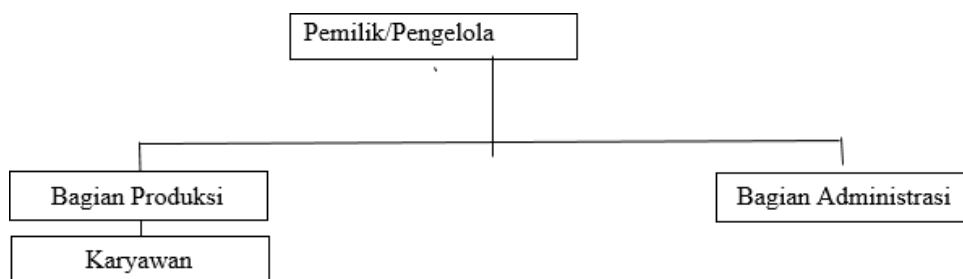 Pemilik/Pengelola
Bagian Produksi
Bagian Administrasi
Karyawan